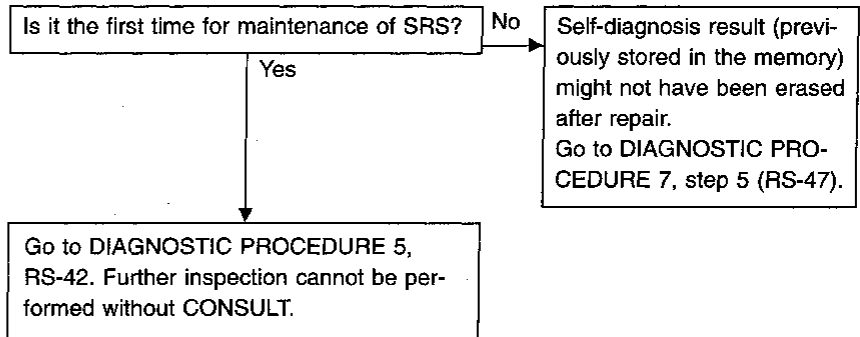 Is it the first time for maintenance of SRS?
No
Self-diagnosis result (previ-
ously stored in the memory)
might not have been erased
after repair.
Go to DIAGNOSTIC PRO-
CEDURE 7, step 5 (RS-47).
Yes
Go to DIAGNOSTIC PROCEDURE 5,
RS-42. Further inspection cannot be per-
formed without CONSULT.